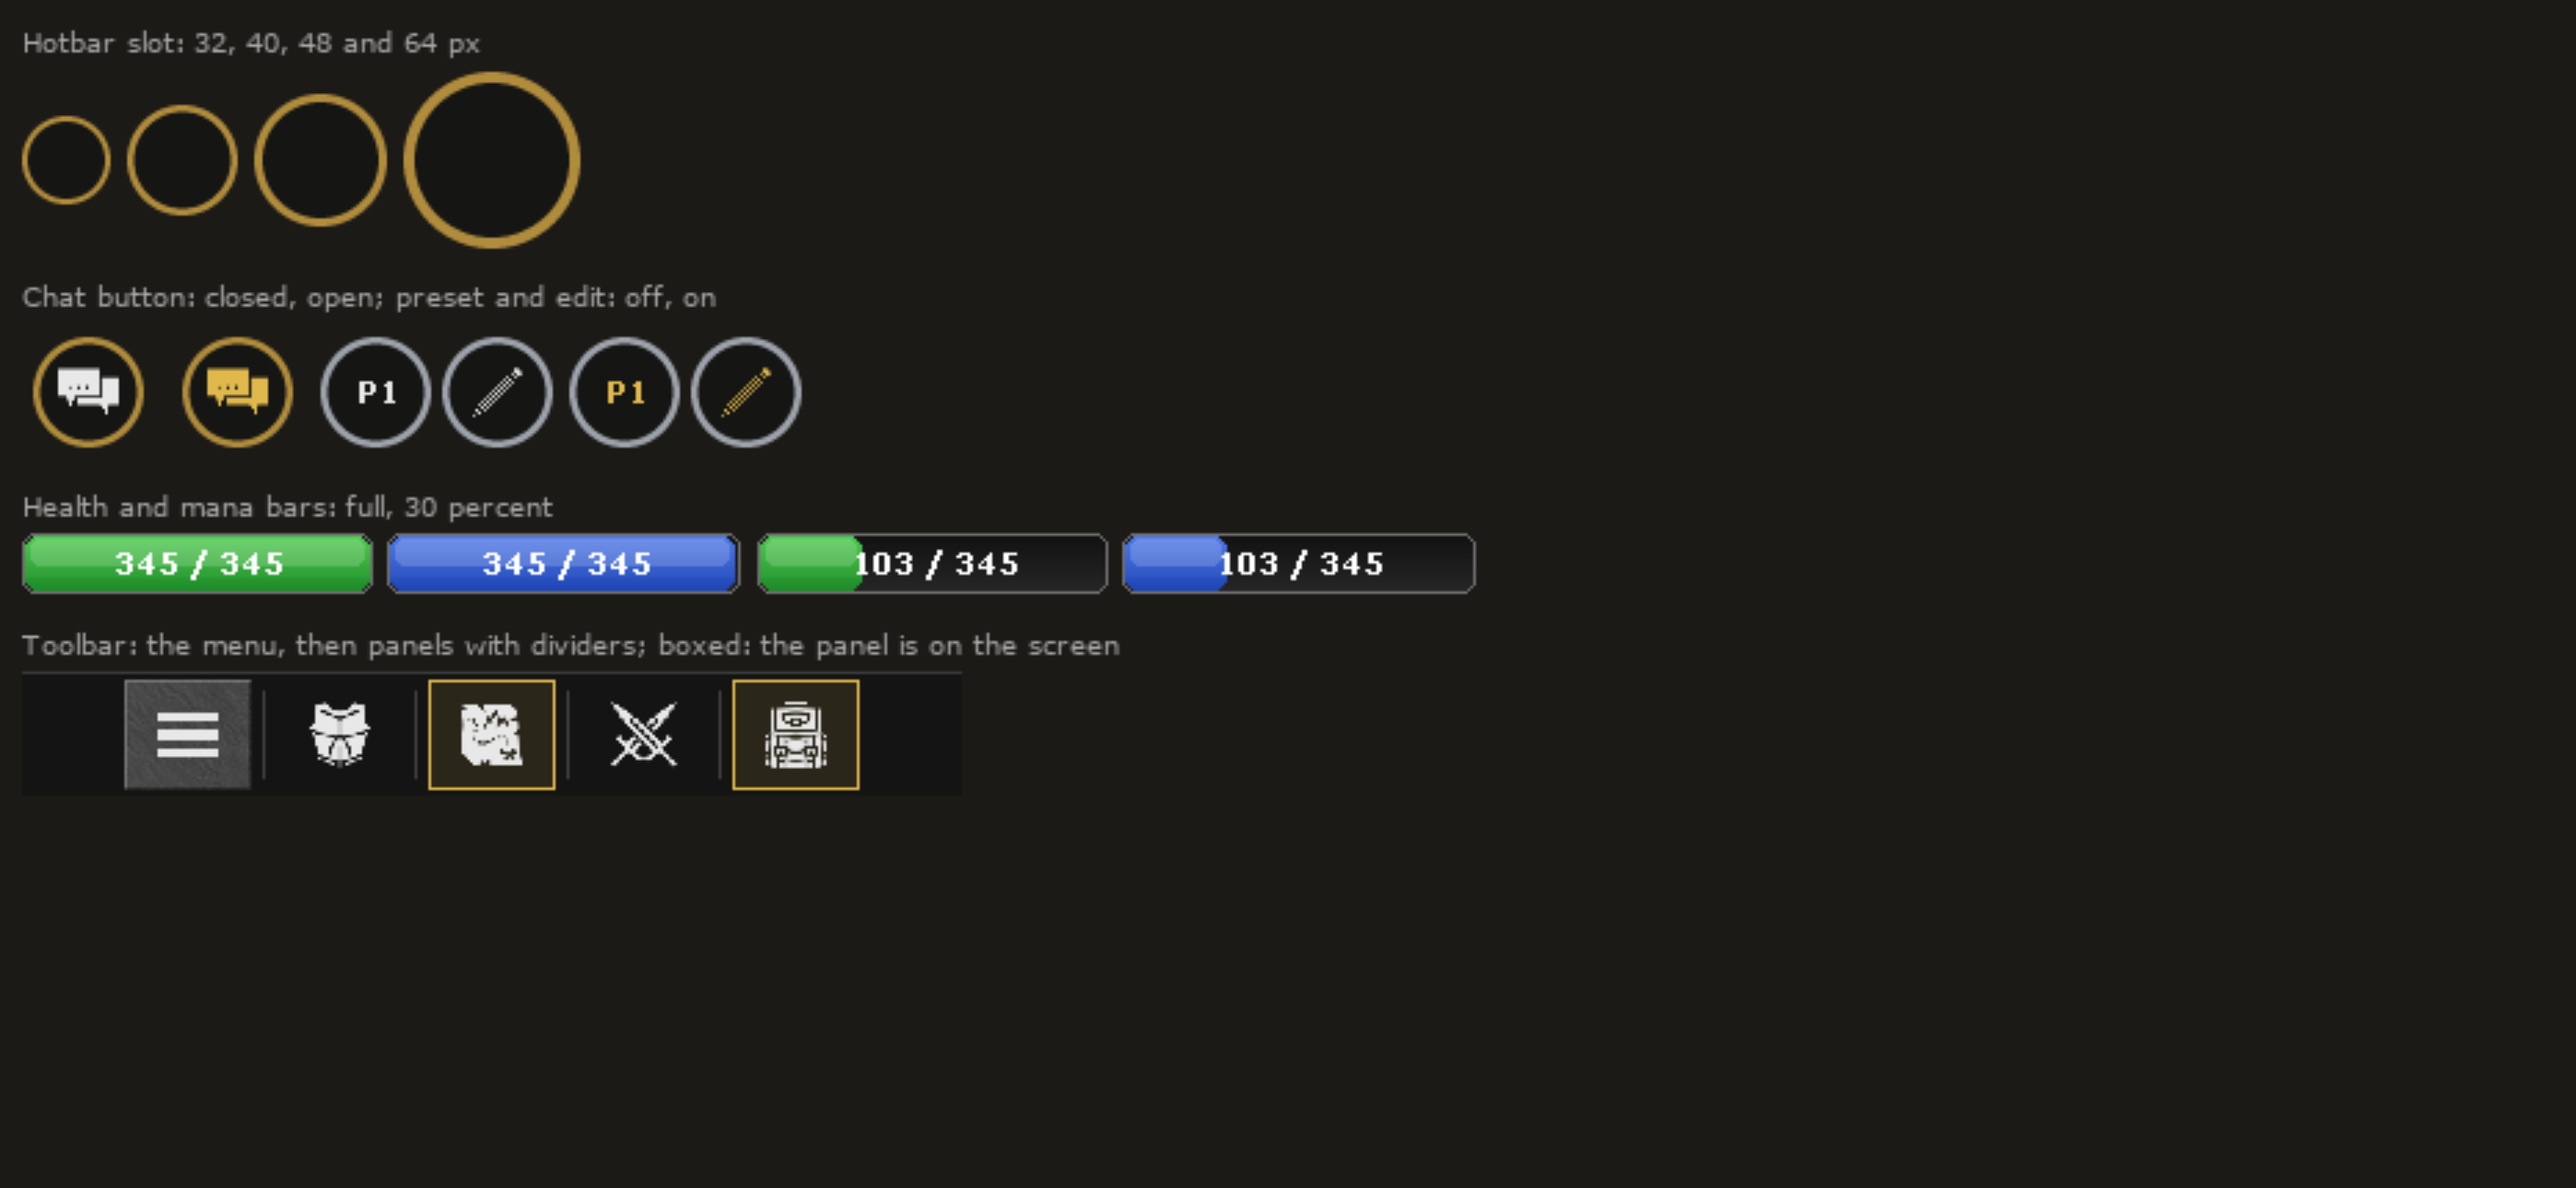 Hotbar slot: 32, 40, 48 and 64 px
Chat button: closed, open; preset and edit: off, on
P1 P1
Health and mana bars: full, 30 percent
345 / 345 345 / 345 103 / 345 103 / 345
Toolbar: the menu, then panels with dividers; boxed: the panel is on the screen